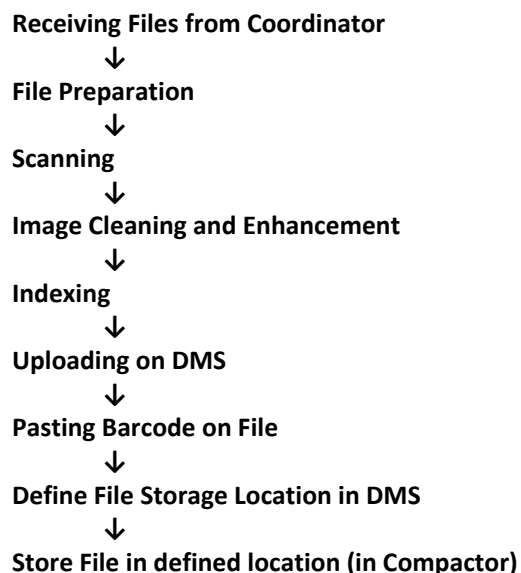 Receiving Files from Coordinator
↓
File Preparation
↓
Scanning
↓
Image Cleaning and Enhancement
↓
Indexing
↓
Uploading on DMS
↓
Pasting Barcode on File
↓
Define File Storage Location in DMS
↓
Store File in defined location (in Compactor)